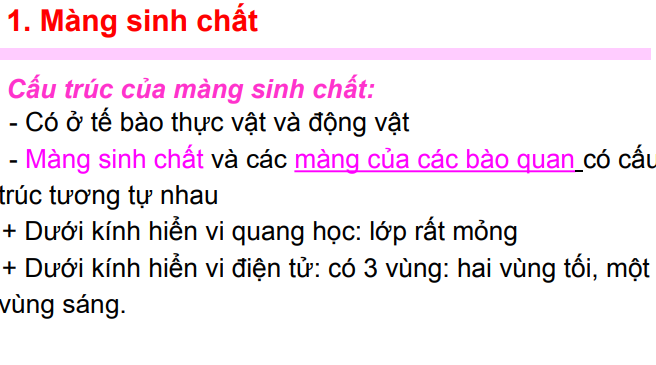 1. Màng sinh chất
Cấu trúc của màng sinh chất:
- Có ở tế bào thực vật và động vật
- Màng sinh chất và các màng của các bào quan có cấu
trúc tương tự nhau
+ Dưới kính hiển vi quang học: lớp rất mỏng
+ Dưới kính hiển vi điện tử: có 3 vùng: hai vùng tối, một
vùng sáng.